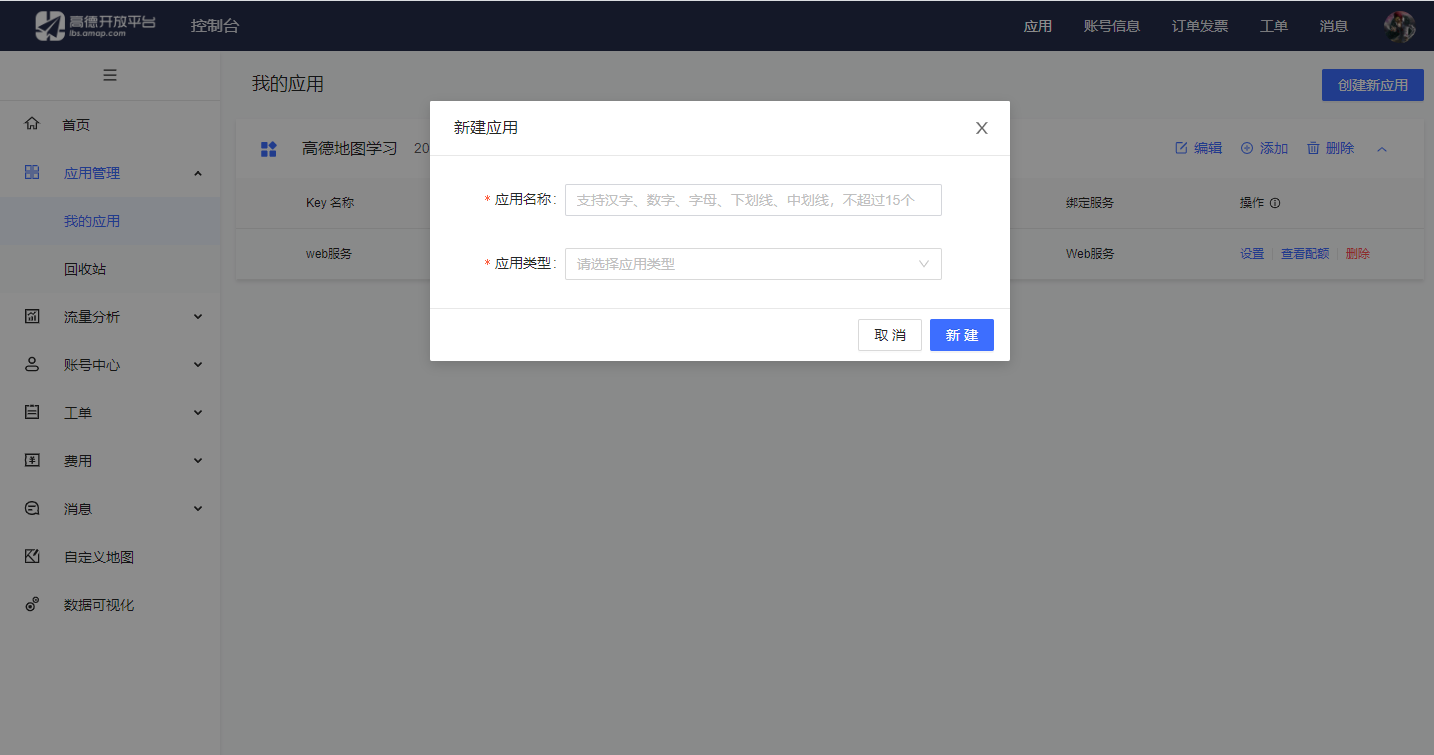 高德开放平台
lbs.amap.com
控制台
应用
账号信息
订单发票
工单
消息
首页
应用管理
我的应用
回收站
流量分析
账号中心
工单
费用
消息
自定义地图
数据可视化
我的应用
创建新应用
高德地图学习 20
编辑
添加
删除
Key 名称
绑定服务
操作
web服务
Web服务
设置
查看配额
删除
新建应用
X
* 应用名称:
支持汉字、数字、字母、下划线、中划线，不超过15个
* 应用类型:
请选择应用类型
取 消
新 建